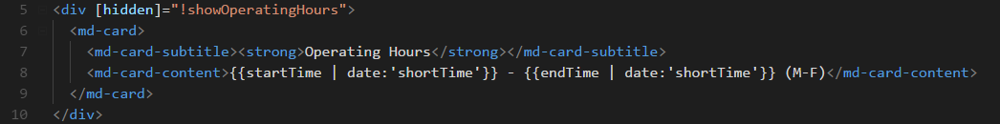 5 <div [hidden]="!showOperatingHours">
6 <md-card>
7 <md-card-subtitle><strong>Operating Hours</strong></md-card-subtitle>
8 <md-card-content>{{startTime | date:'shortTime'}} - {{endTime | date:'shortTime'}} (M-F)</md-card-content>
9 </md-card>
10 </div>